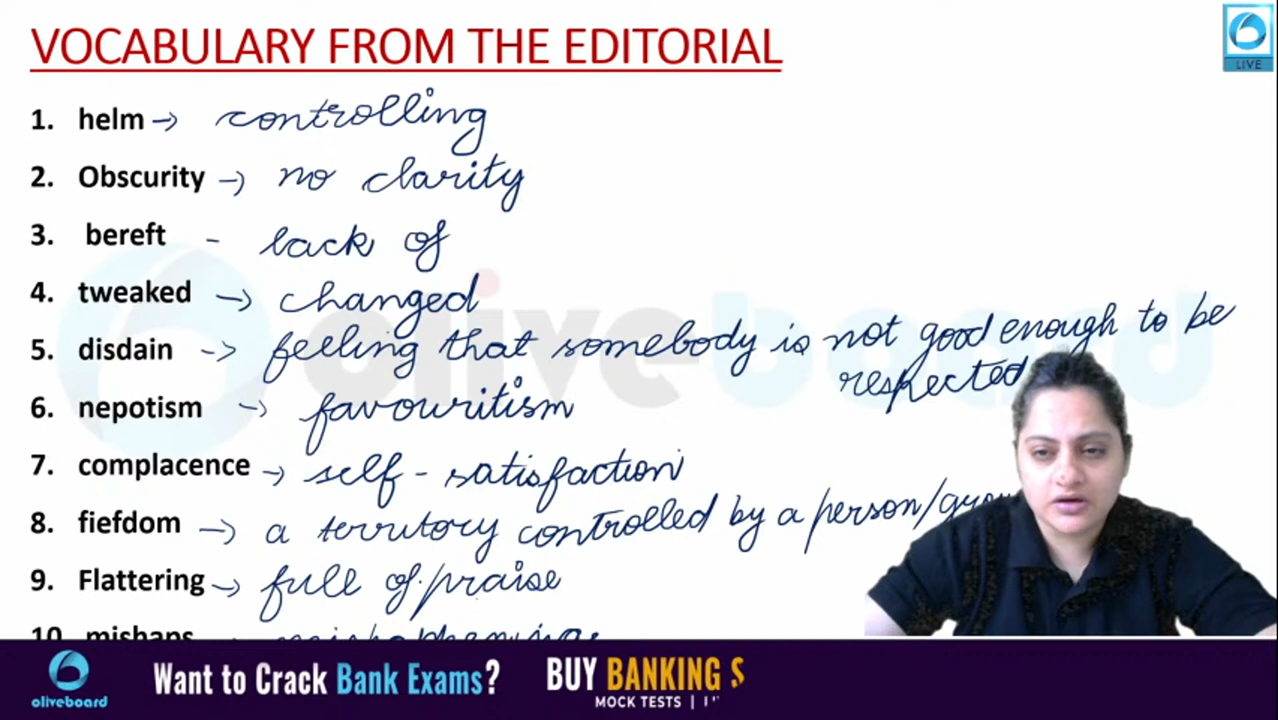 VOCABULARY FROM THE EDITORIAL
LIVE
1. helm → controlling
2. Obscurity → no clarity
3. bereft - lack of
4. tweaked → changed
5. disdain → feeling that somebody is not good enough to be
respected
6. nepotism → favouritism
7. complacence → self-satisfaction
8. fiefdom → a territory controlled by a person/
9. Flattering → full of praise
10. mishaps
oliveboard
oliveboard
Want to Crack Bank Exams?
BUY BANKING
MOCK TESTS |